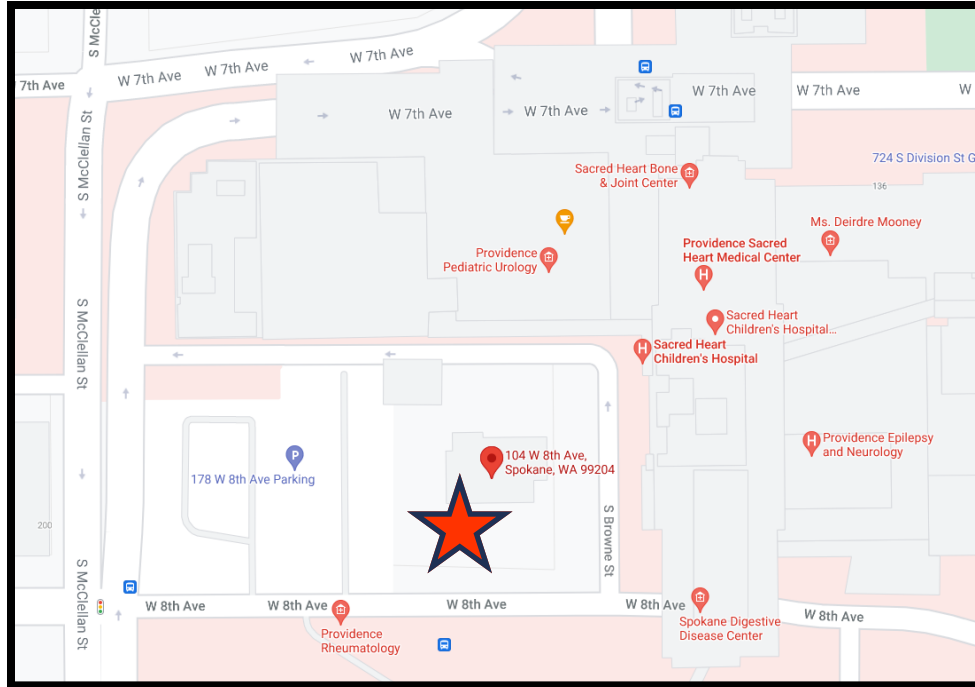 S McCle
7th Ave
W 7th Ave
W 7th Ave
W 7th Ave
W 7th Ave
W 7th Ave
W 7th Ave
W 7th Ave
W
S McClellan St
724 S Division St G
136
Sacred Heart Bone
& Joint Center
Ms. Deirdre Mooney
Providence
Pediatric Urology
Providence Sacred
Heart Medical Center
Sacred Heart
Children's Hospital...
H
Sacred Heart
Children's Hospital
H
S McClellan St
Providence Epilepsy
and Neurology
H
104 W 8th Ave,
Spokane, WA 99204
P
178 W 8th Ave Parking
200
S Browne St
S McClellan St
W 8th Ave
W 8th Ave
W 8th Ave
W 8th Ave
W 8th Ave
Providence
Rheumatology
Spokane Digestive
Disease Center